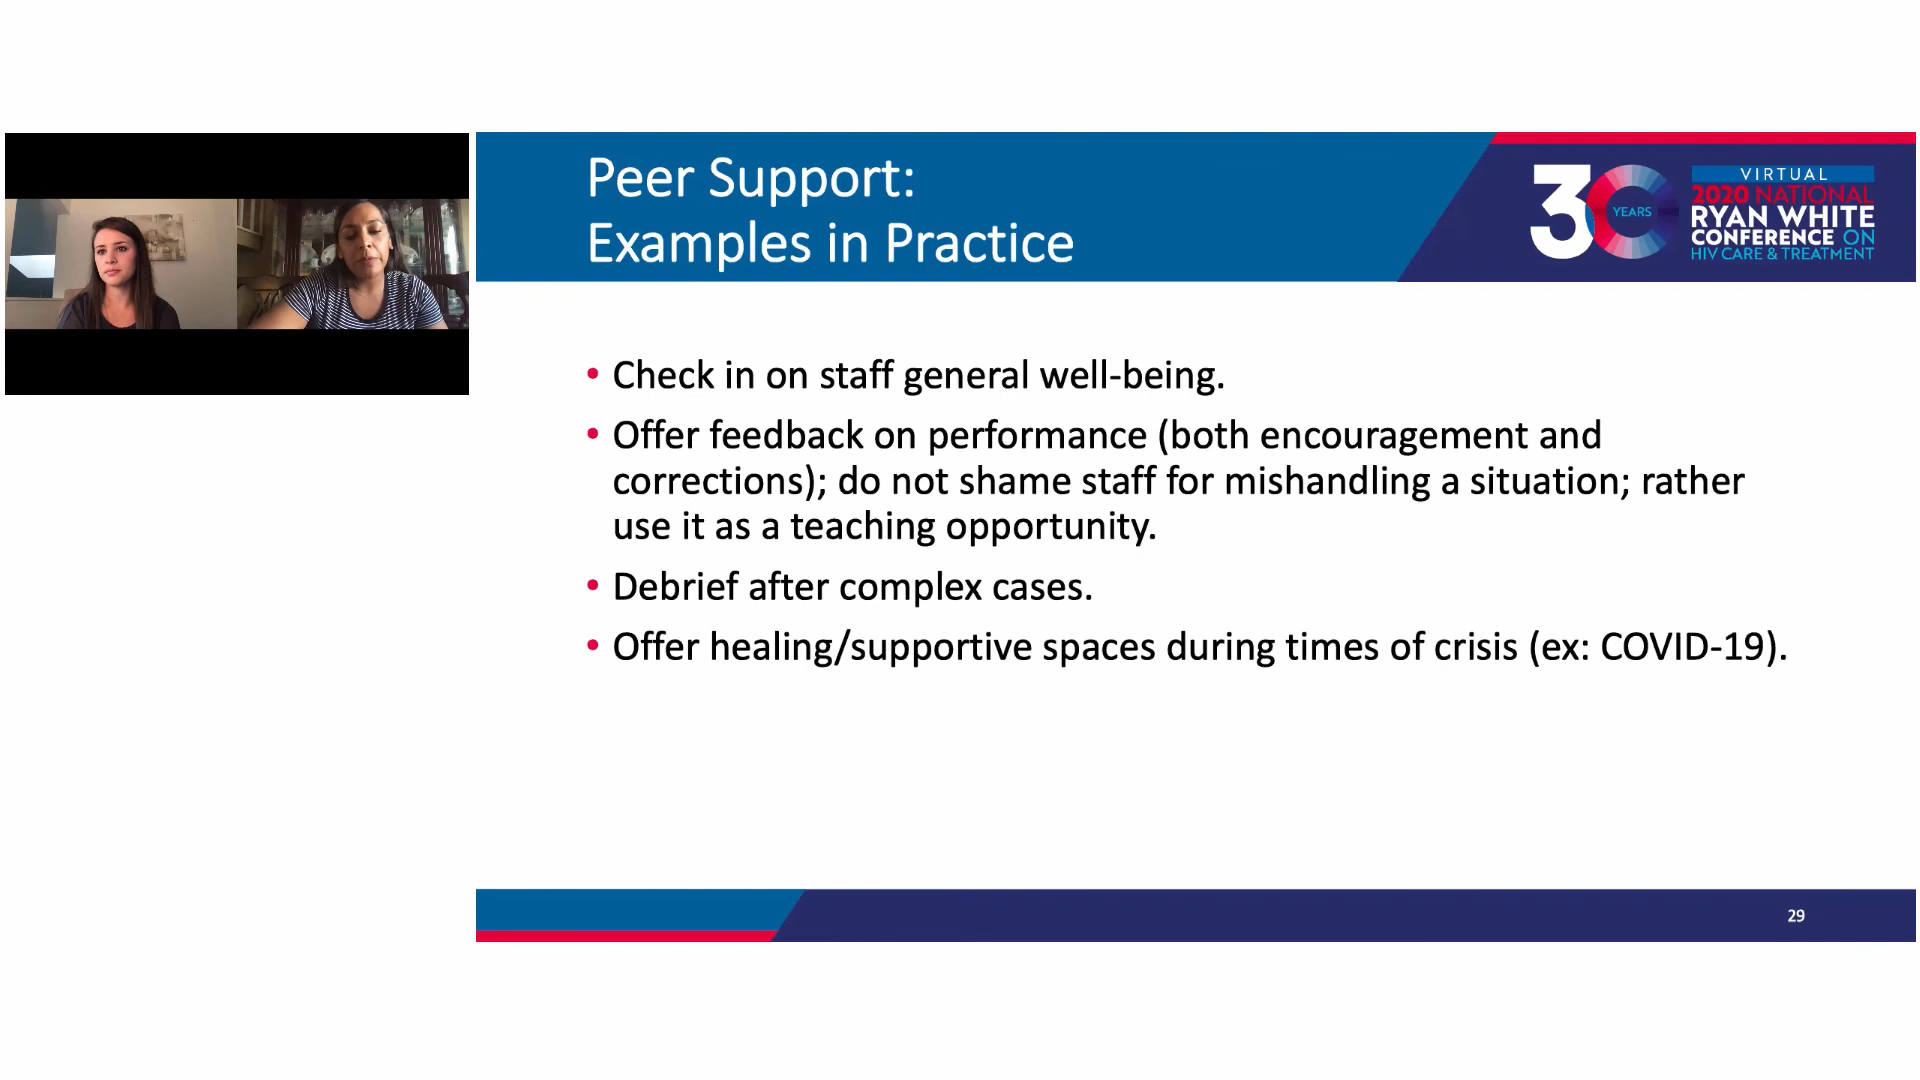 Peer Support:
Examples in Practice
30
YEARS
VIRTUAL
2020 NATIONAL
RYAN WHITE
CONFERENCE ON
HIV CARE & TREATMENT
• Check in on staff general well-being.
• Offer feedback on performance (both encouragement and
corrections); do not shame staff for mishandling a situation; rather
use it as a teaching opportunity.
• Debrief after complex cases.
• Offer healing/supportive spaces during times of crisis (ex: COVID-19).
29